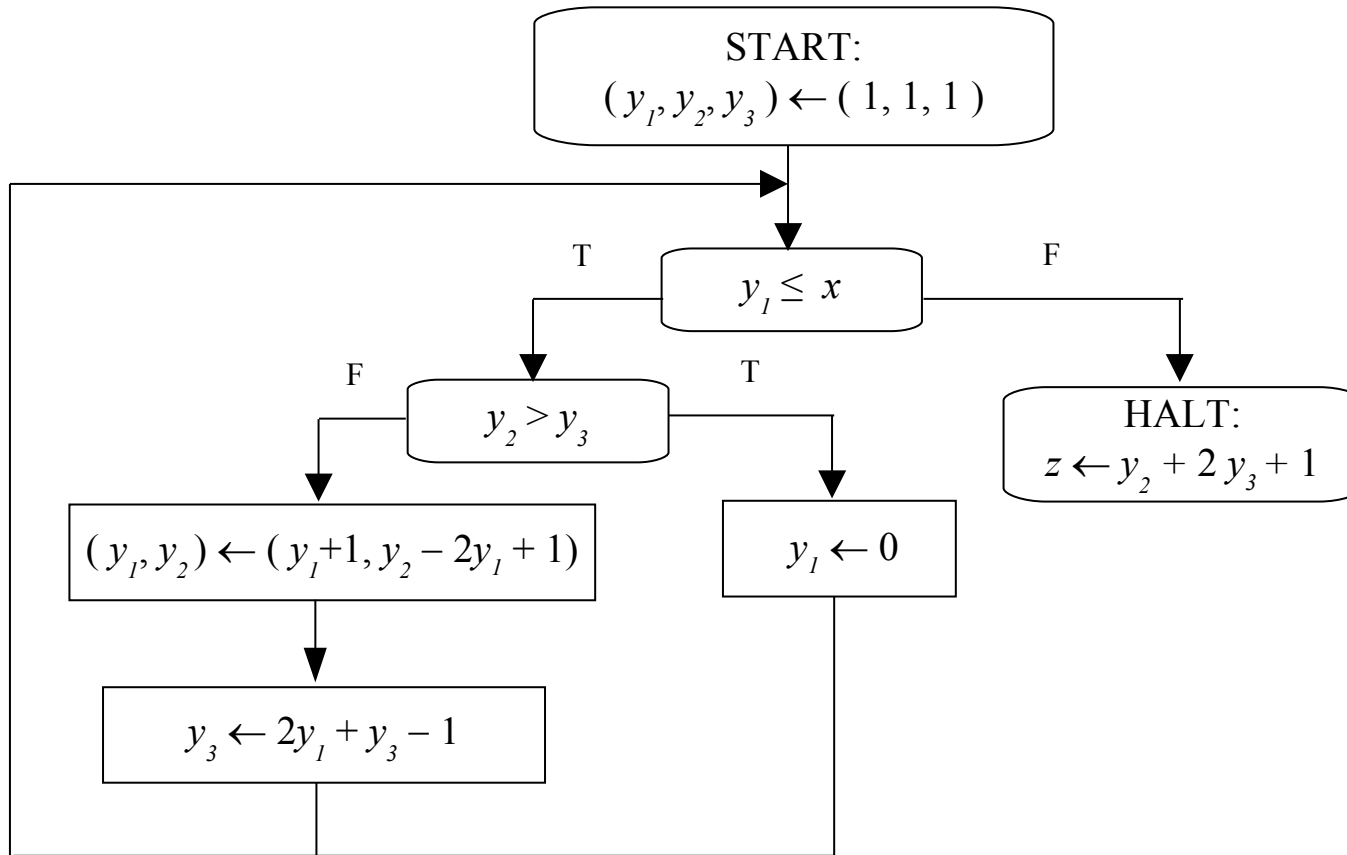 START:
( y₁, y₂, y₃ ) ← ( 1, 1, 1 )
T
F
y₁ ≤ x
F
T
y₂ > y₃
HALT:
z ← y₂ + 2 y₃ + 1
( y₁, y₂ ) ← ( y₁+1, y₂ − 2y₁ + 1)
y₁ ← 0
y₃ ← 2y₁ + y₃ − 1